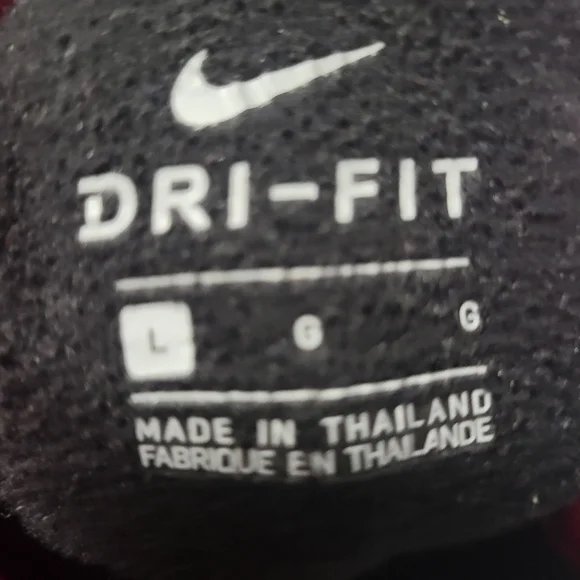 DRI-FIT
L G G
MADE IN THAILAND
FABRIQUE EN THAILANDE